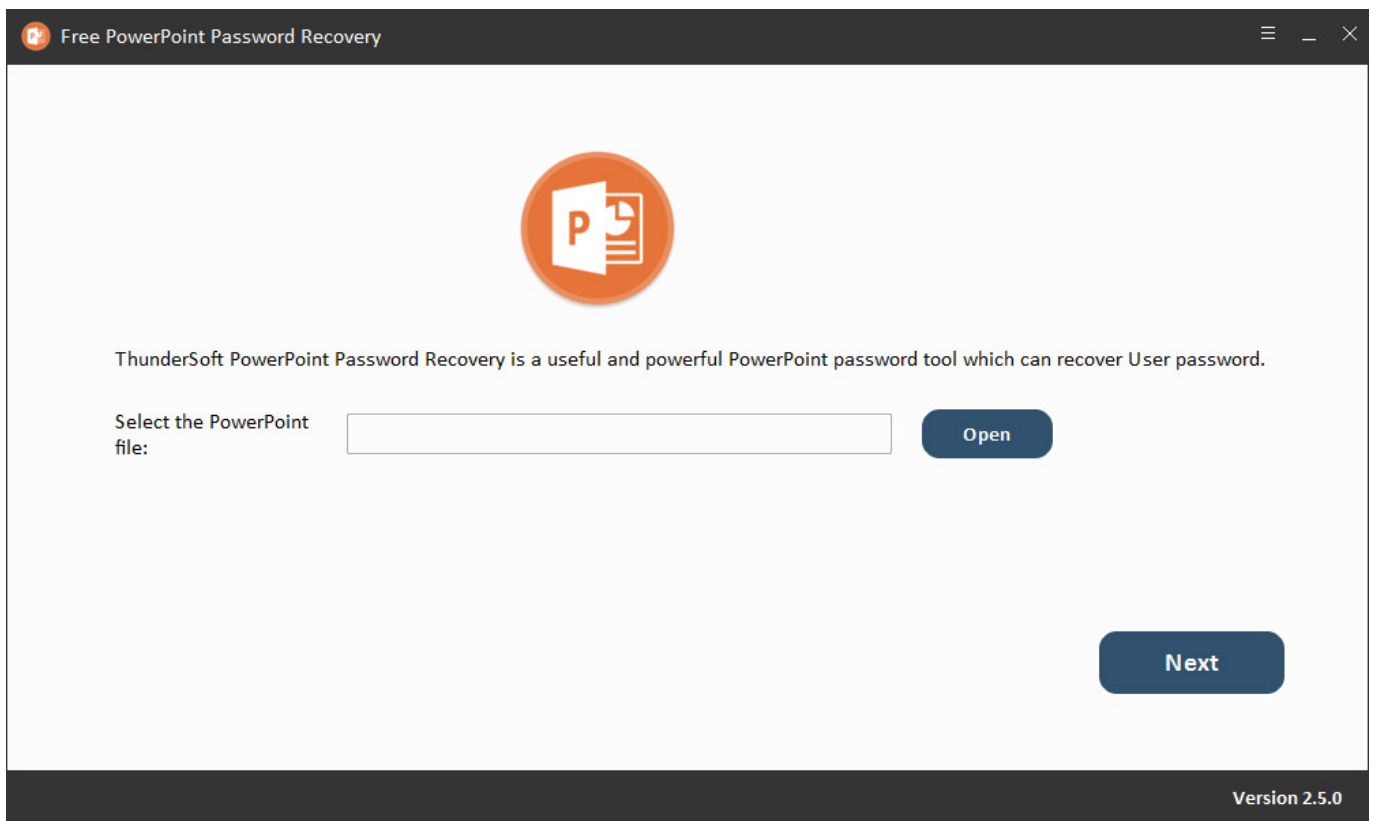 Free PowerPoint Password Recovery
P
ThunderSoft PowerPoint Password Recovery is a useful and powerful PowerPoint password tool which can recover User password.
Select the PowerPoint
file:
Open
Next
Version 2.5.0